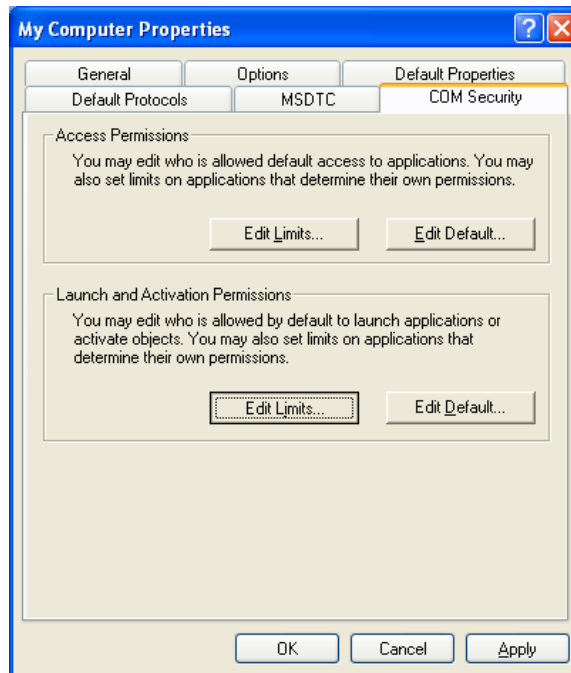 My Computer Properties
?
General Options Default Properties
Default Protocols MSDTC COM Security
Access Permissions
You may edit who is allowed default access to applications. You may
also set limits on applications that determine their own permissions.
Edit Limits... Edit Default...
Launch and Activation Permissions
You may edit who is allowed by default to launch applications or
activate objects. You may also set limits on applications that
determine their own permissions.
Edit Limits... Edit Default...
OK Cancel Apply